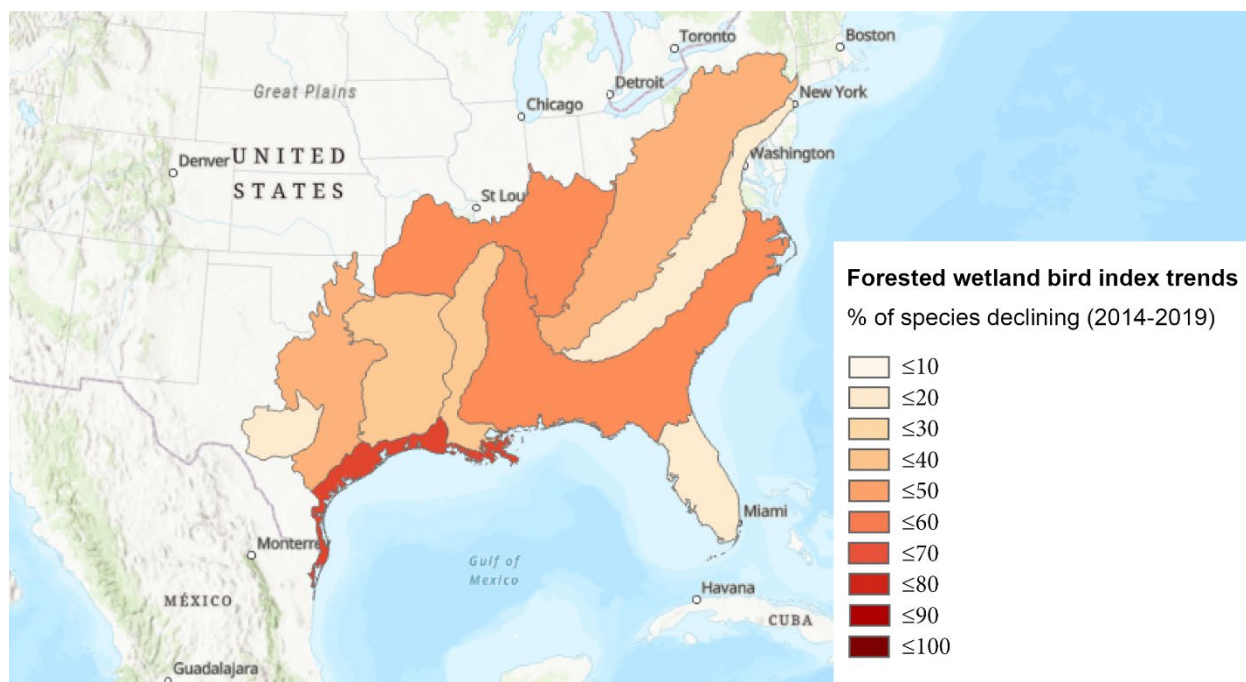 Toronto
Boston
Detroit
Great Plains
Chicago
New York
Denver
UNITED
STATES
Washington
St Lou
Miami
Monterrey
Gulf of
Mexico
MÉXICO
Havana
CUBA
Guadalajara
Forested wetland bird index trends
% of species declining (2014-2019)
≤10
≤20
≤30
≤40
≤50
≤60
≤70
≤80
≤90
≤100